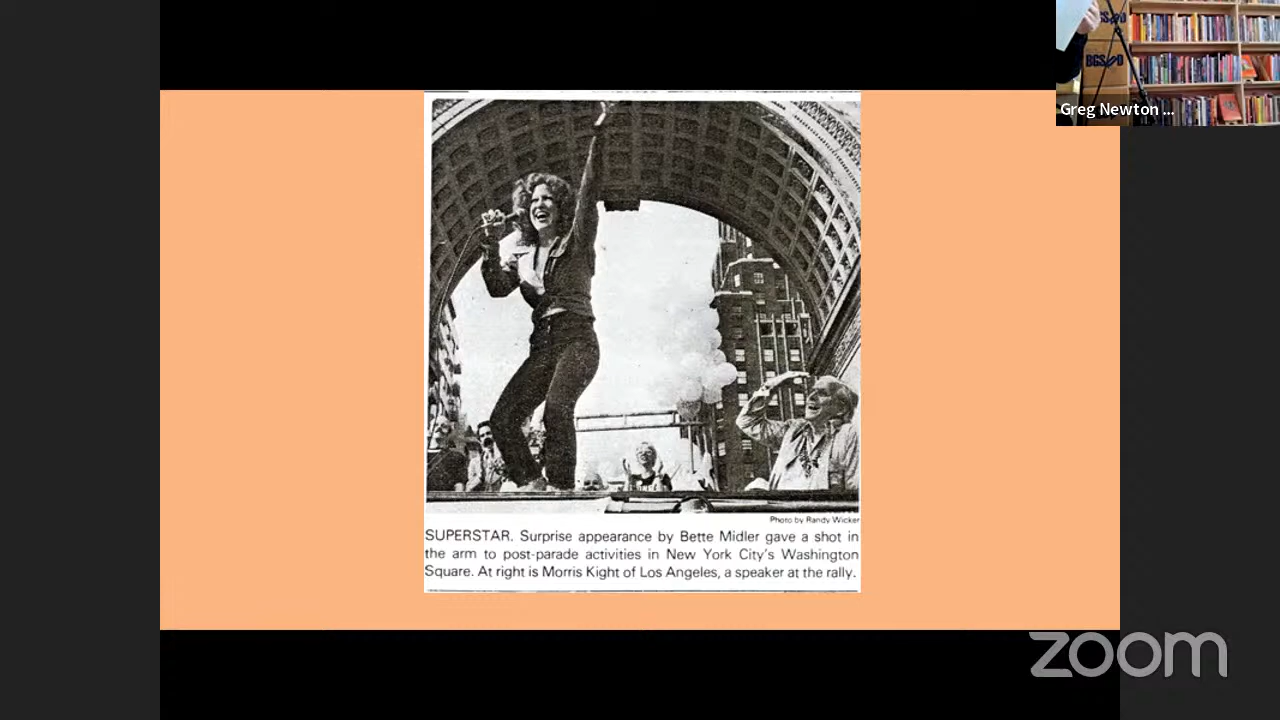 BGS
Greg Newton ...
Photo by Randy Wicker
SUPERSTAR. Surprise appearance by Bette Midler gave a shot in
the arm to post-parade activities in New York City's Washington
Square. At right is Morris Kight of Los Angeles, a speaker at the rally.
zoom